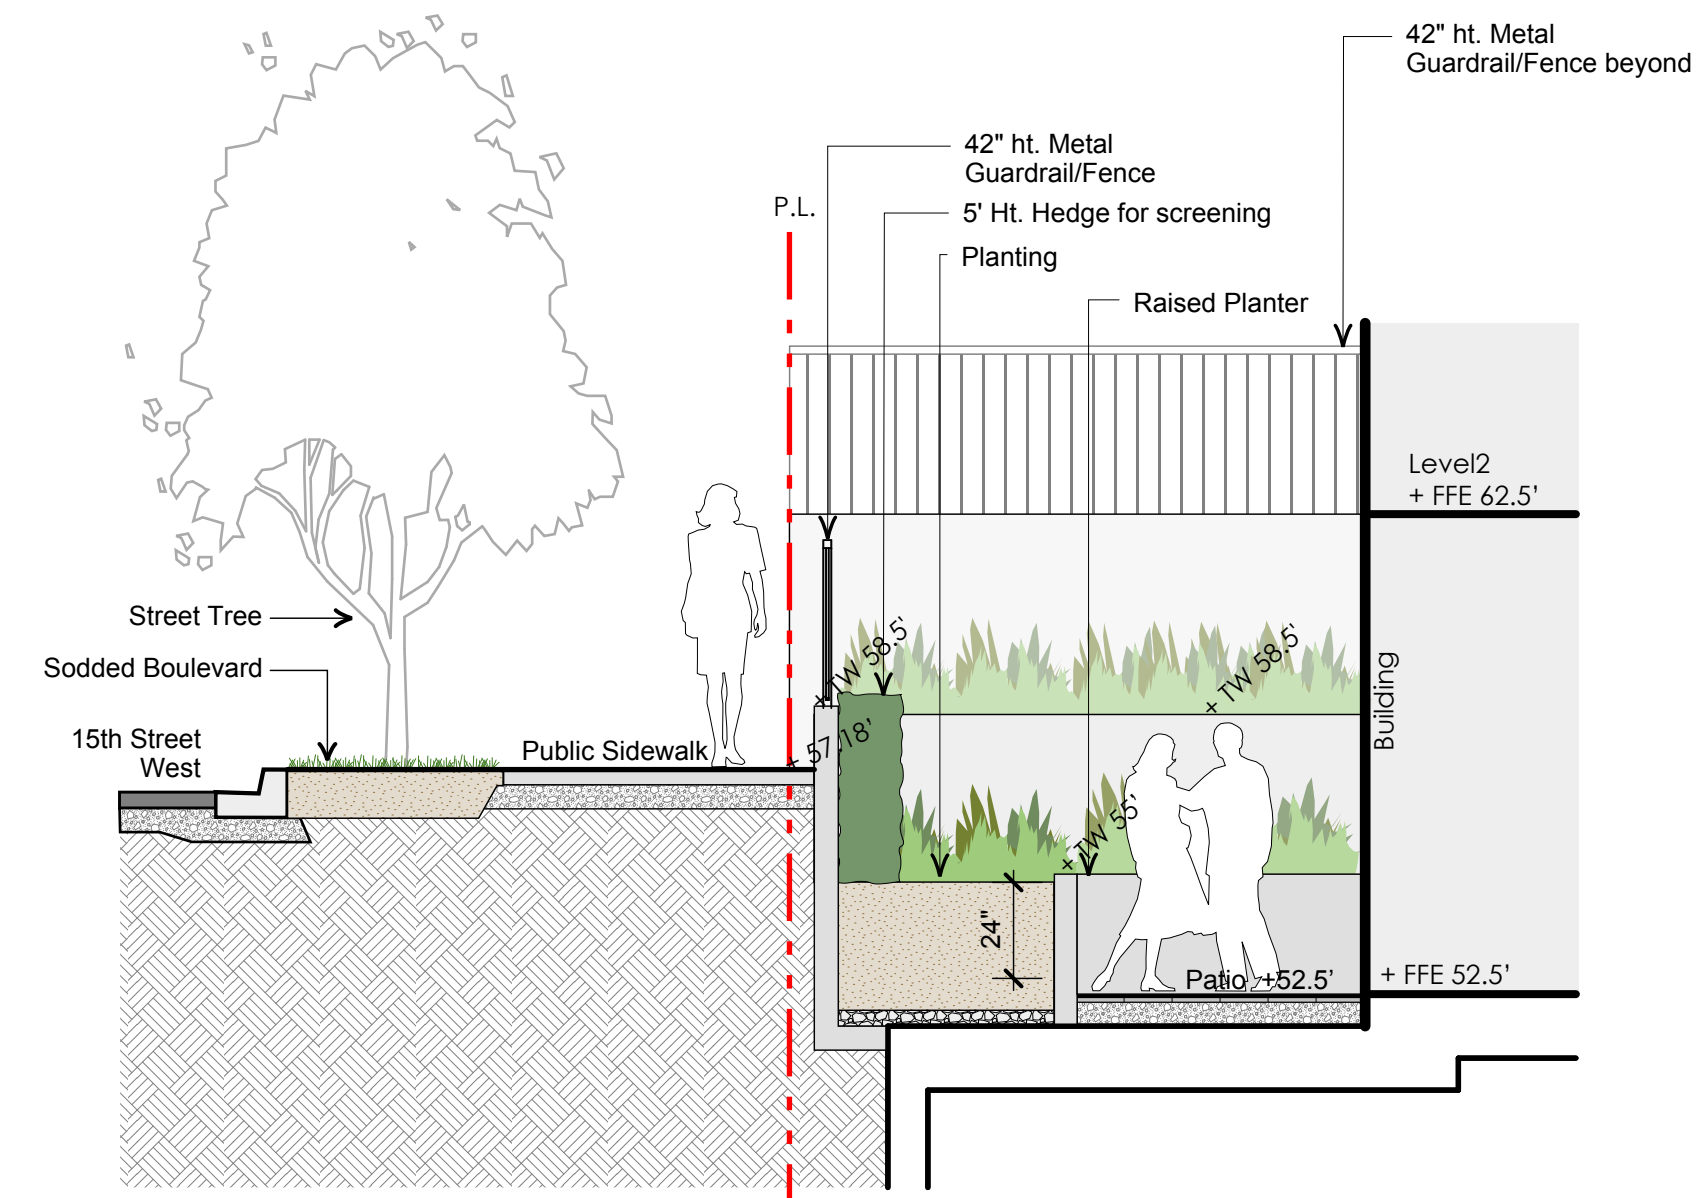 42" ht. Metal
Guardrail/Fence beyond
42" ht. Metal
Guardrail/Fence
P.L.
5' Ht. Hedge for screening
Planting
Raised Planter
Level2
+ FFE 62.5’
Street Tree
+ TW 58.5'
+ TW 58.5'
Sodded Boulevard
Building
15th Street
West
Public Sidewalk
+ 57.18’
+ TW 55’
24"
Patio +52.5’
+ FFE 52.5’